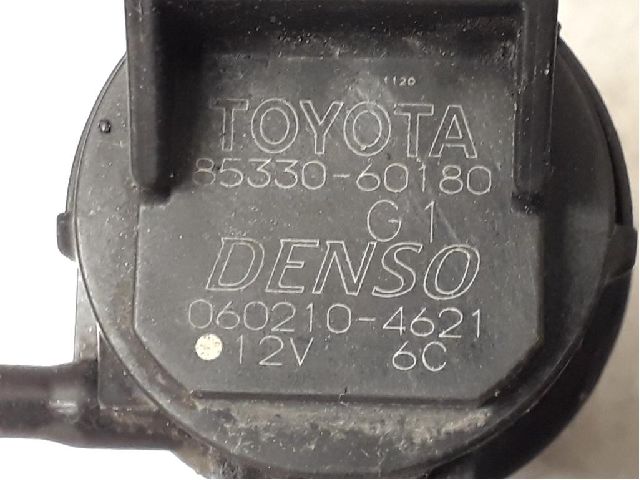 1120
TOYOTA
85330-60180
G1
DENSO
060210-4621
12V 6C